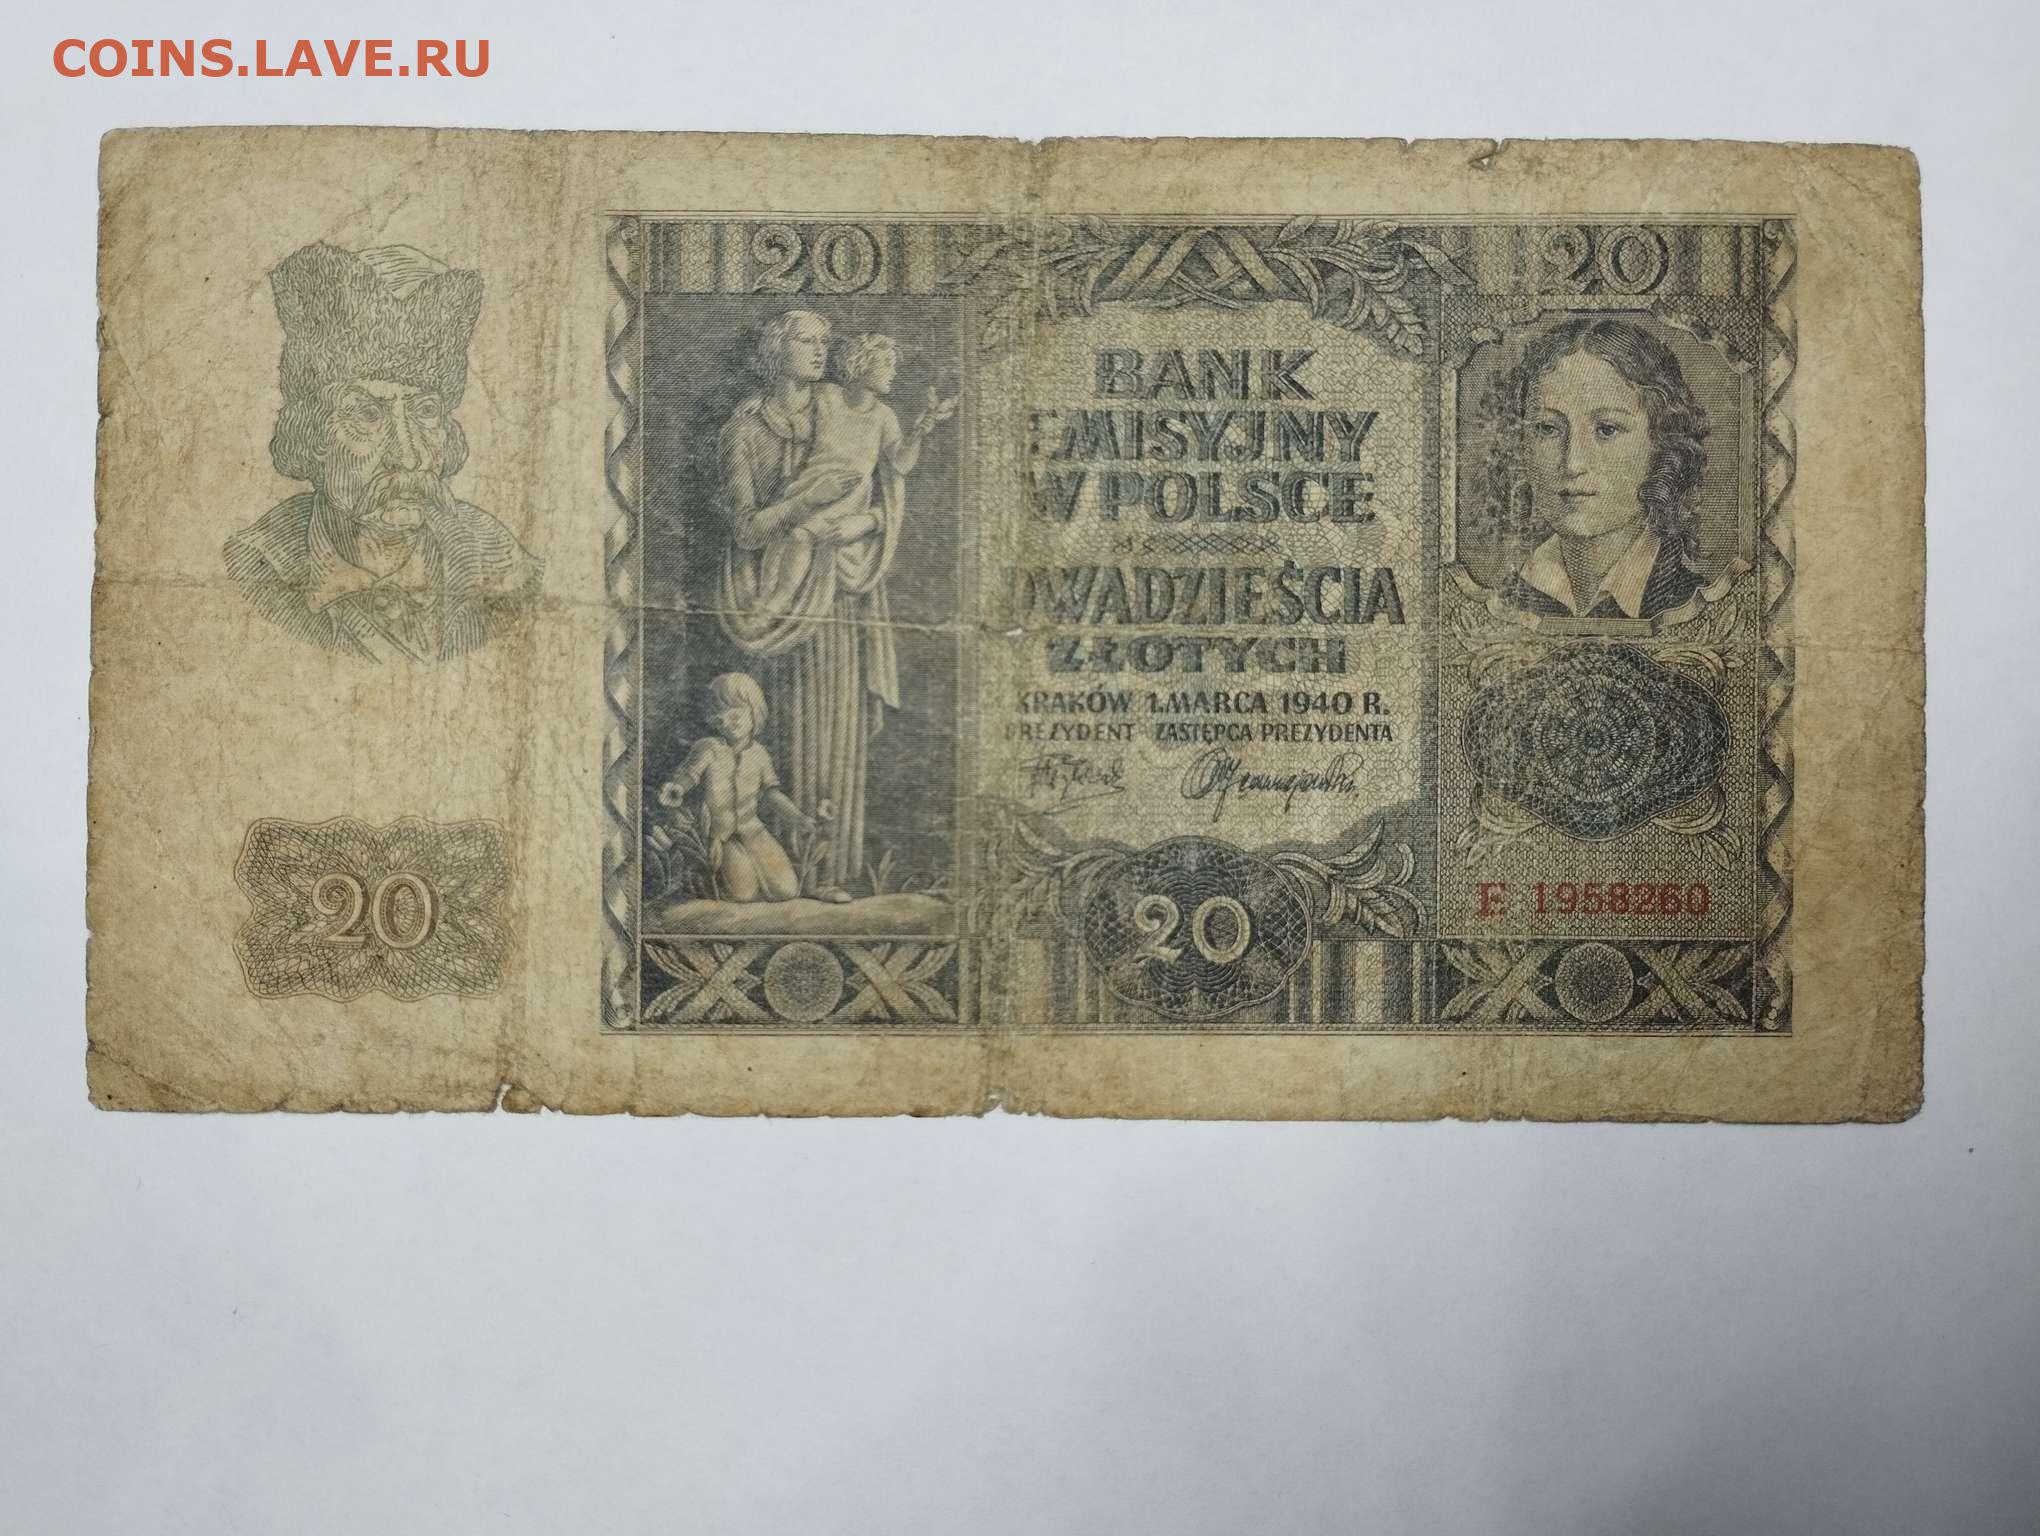 COINS.LAVE.RU
20
20
BANK
EMISYJNY
W POLSCE
DWADZIEŚCIA
ZŁOTYCH
KRAKÓW 1. MARCA 1940 R.
PREZYDENT ZASTĘPCA PREZYDENTA
E 1958260
20
20